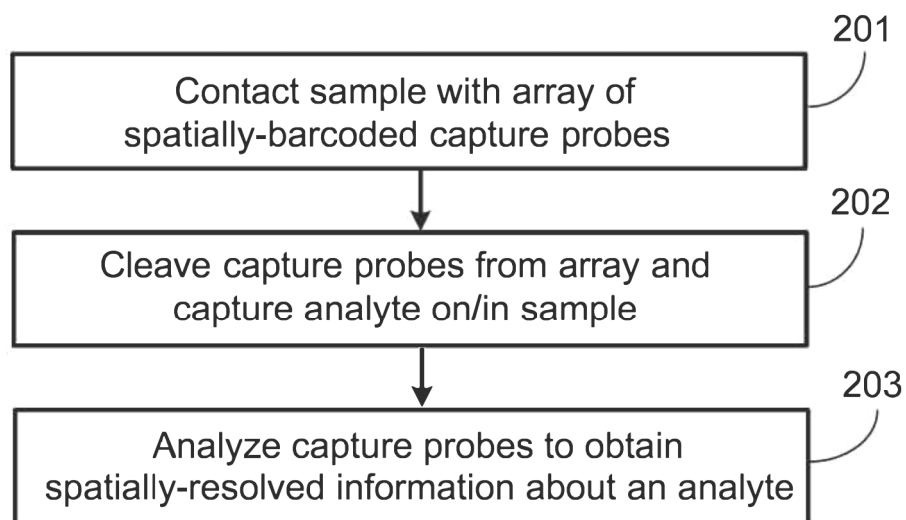 201
Contact sample with array of
spatially-barcoded capture probes
202
Cleave capture probes from array and
capture analyte on/in sample
203
Analyze capture probes to obtain
spatially-resolved information about an analyte